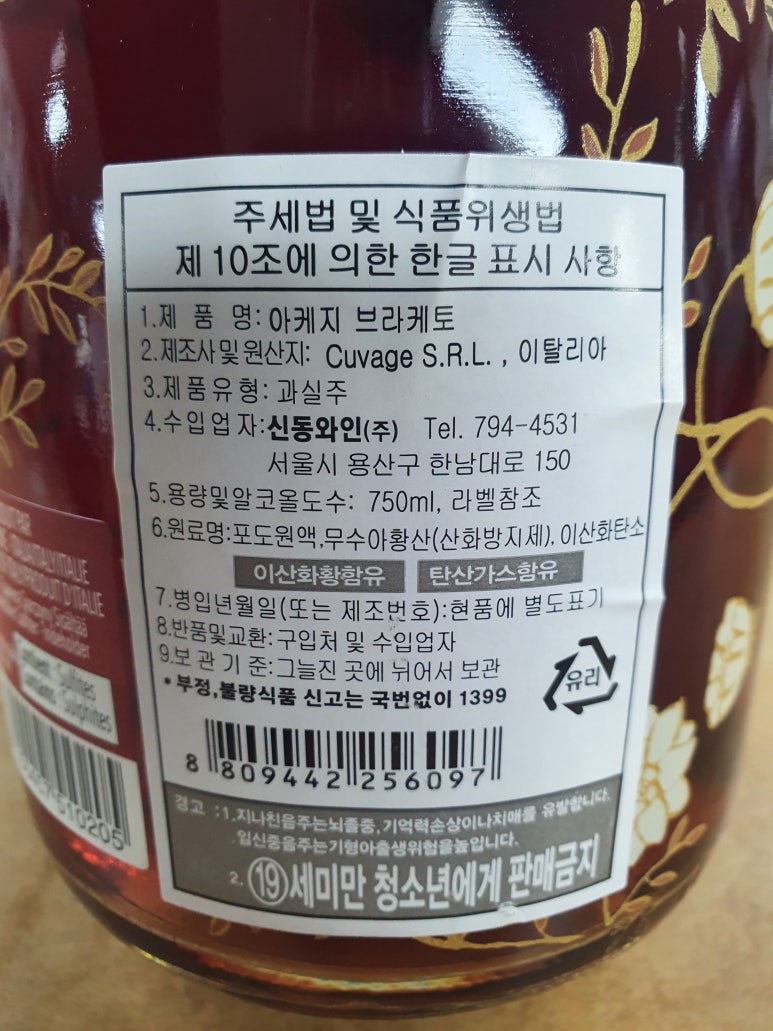 주세법 및 식품위생법
제 10조에 의한 한글 표시 사항
1.제 품 명: 아케지 브라케토
2.제조사및원산지: Cuvage S.R.L. , 이탈리아
3.제품유형: 과실주
4.수입업자:신동와인(주) Tel. 794-4531
서울시 용산구 한남대로 150
5.용량및알코올도수: 750ml, 라벨참조
6.원료명:포도원액,무수아황산(산화방지제), 이산화탄소
이산화황함유 탄산가스함유
7.병입년월일(또는 제조번호):현품에 별도표기
8.반품및교환:구입처 및 수입업자
9.보관기준:그늘진 곳에 뉘어서 보관
• 부정,불량식품 신고는 국번없이 1399
유리
8 809442 256097
경고 :1.지나친음주는뇌졸중,기억력손상이나치매를 유발합니다.
임신중음주는기형아출생위험을높입니다.
2. ⑲세미만 청소년에게 판매금지
D'ITALIE
Sulfites
Sulphites
510205